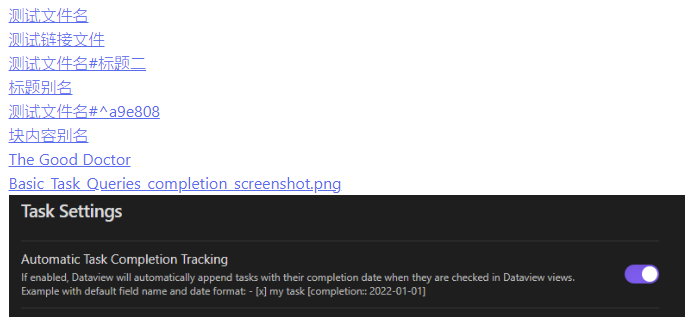 测试文件名
测试链接文件
测试文件名#标题二
标题别名
测试文件名#^a9e808
块内容别名
The Good Doctor
Basic_Task_Queries_completion_screenshot.png
Task Settings
Automatic Task Completion Tracking
If enabled, Dataview will automatically append tasks with their completion date when they are checked in Dataview views.
Example with default field name and date format: - [x] my task [completion:: 2022-01-01]